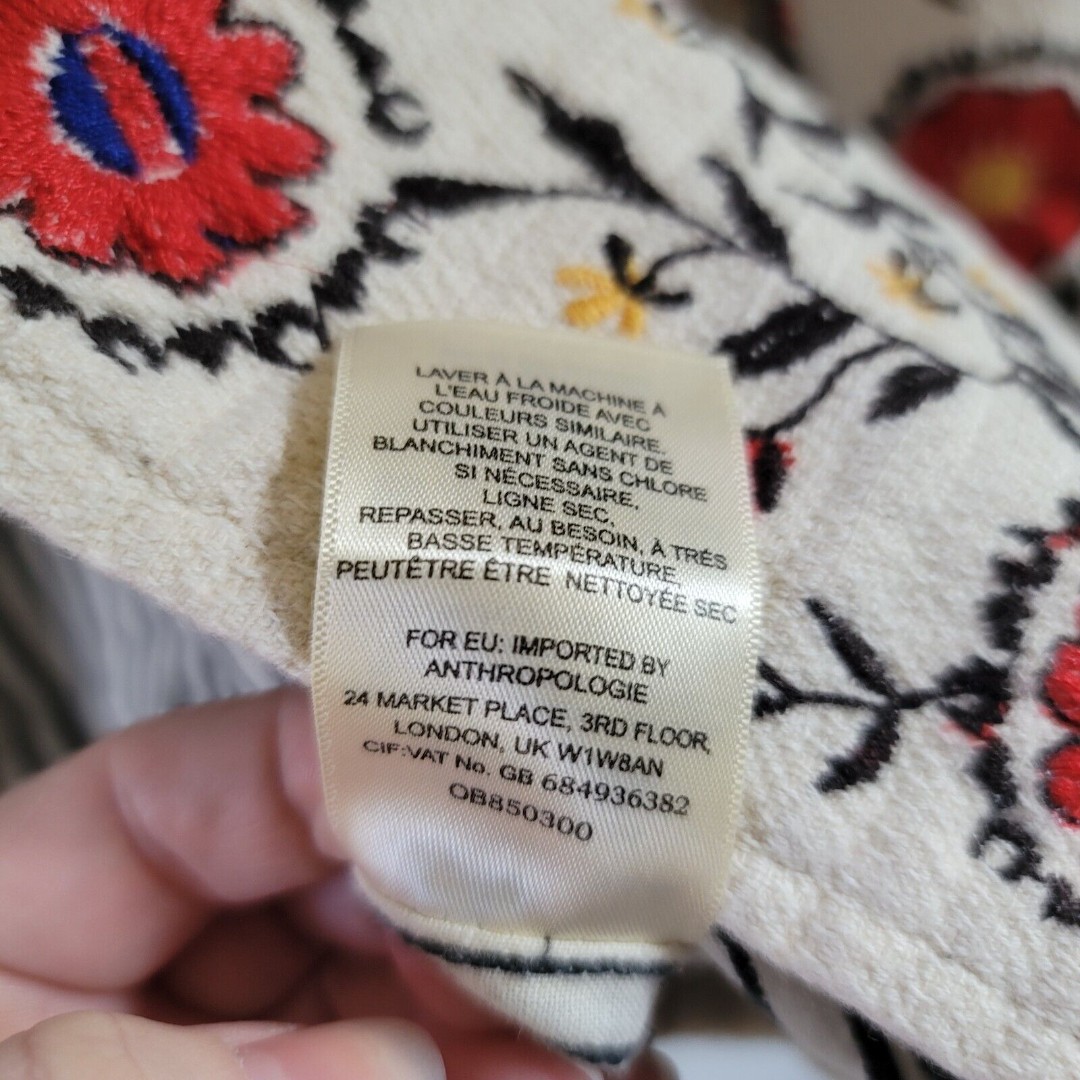 LAVER À LA MACHINE À
L'EAU FROIDE AVEC
COULEURS SIMILAIRE.
UTILISER UN AGENT DE
BLANCHIMENT SANS CHLORE
SI NÉCESSAIRE,
LIGNE SEC,
REPASSER, AU BESOIN, À TRÉS
BASSE TEMPÉRATURE
PEUTÊTRE ÊTRE NETTOYÉE SEC
FOR EU: IMPORTED BY
ANTHROPOLOGIE
24 MARKET PLACE, 3RD FLOOR,
LONDON, UK W1W8AN
CIF:VAT No. GB 684936382
OB850300